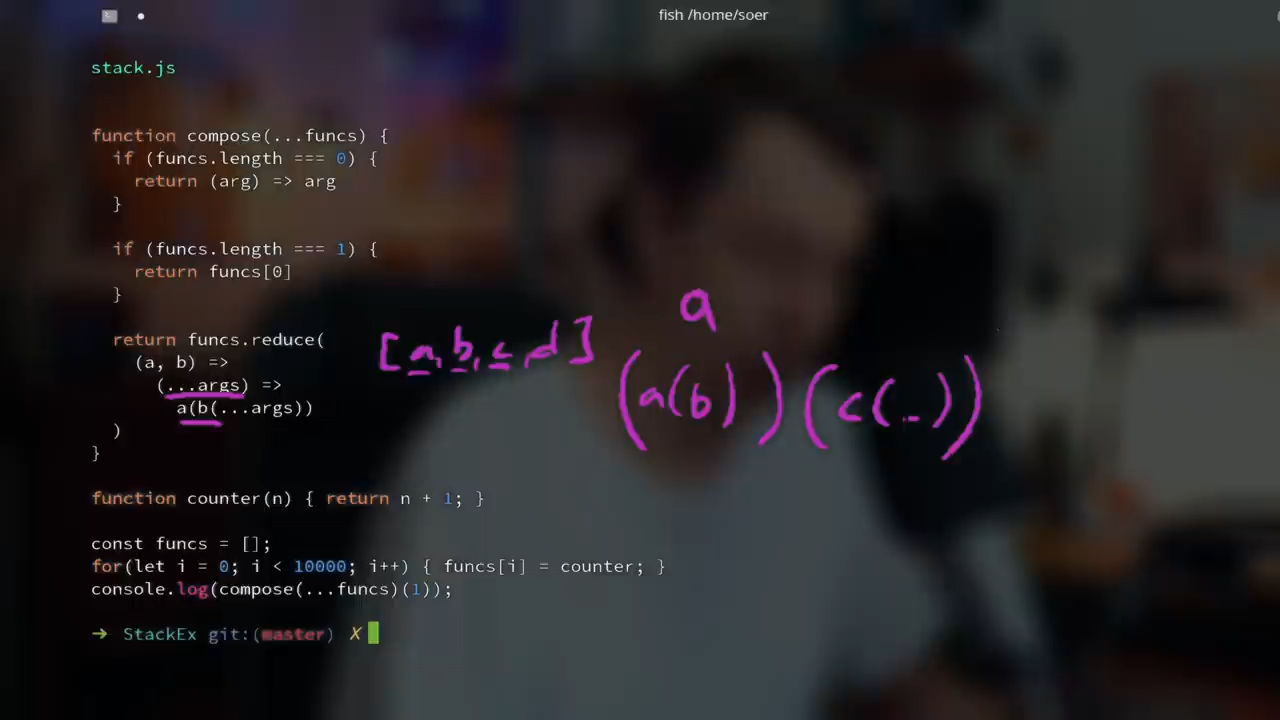 fish /home/soer
stack.js
function compose(...funcs) {
if (funcs.length === 0) {
return (arg) => arg
}
if (funcs.length === 1) {
return funcs[0]
}
return funcs.reduce(
(a, b) =>
(...args) =>
a(b(...args))
)
}
[a, b, c, d]
a
(a(b))(c(_))
function counter(n) { return n + 1; }
const funcs = [];
for(let i = 0; i < 10000; i++) { funcs[i] = counter; }
console.log(compose(...funcs)(1));
➜ StackEx git:(master) ✗